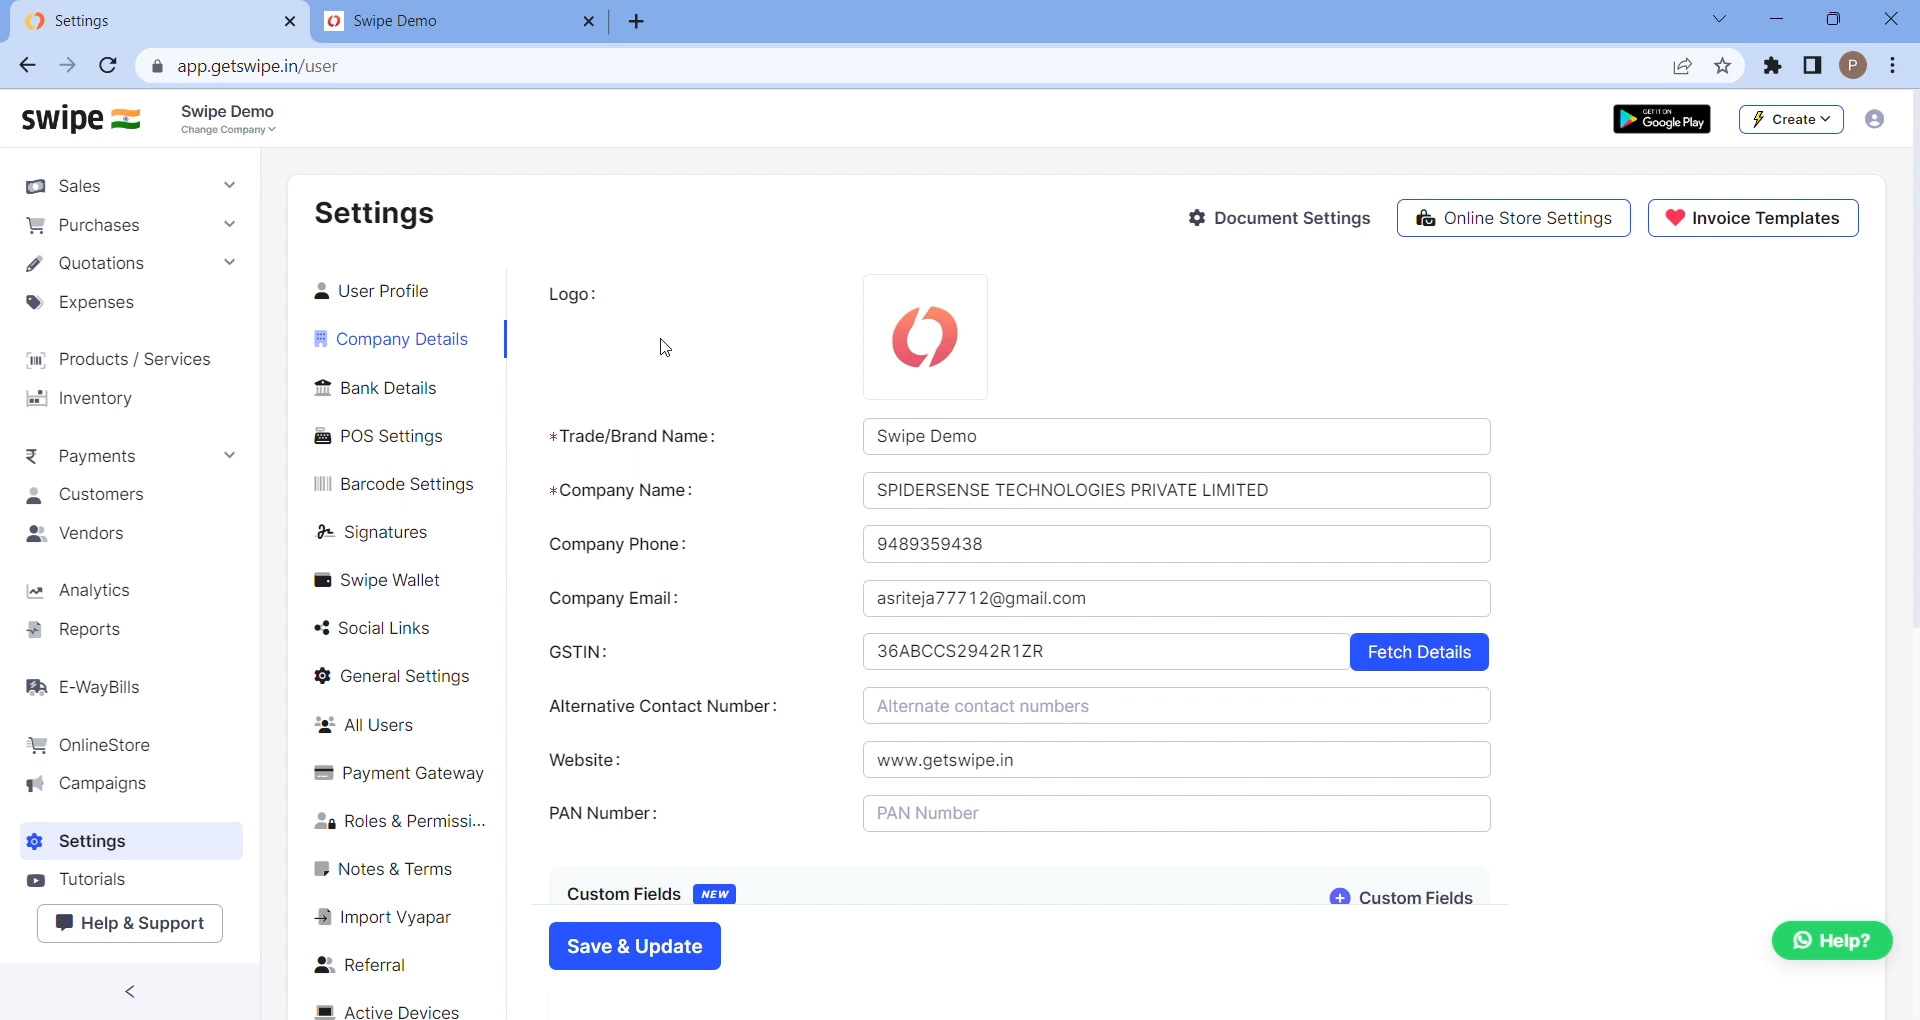 Settings
Swipe Demo
app.getswipe.in/user
P
swipe
Swipe Demo
Change Company
GET IT ON
Google Play
Create
Sales
Purchases
Quotations
Expenses
Products / Services
Inventory
Payments
Customers
Vendors
Analytics
Reports
E-WayBills
OnlineStore
Campaigns
Settings
Tutorials
Help & Support
Settings
Document Settings
Online Store Settings
Invoice Templates
User Profile
Company Details
Bank Details
POS Settings
Barcode Settings
Signatures
Swipe Wallet
Social Links
General Settings
All Users
Payment Gateway
Roles & Permissi...
Notes & Terms
Import Vyapar
Referral
Active Devices
Logo:
*Trade/Brand Name: Swipe Demo
*Company Name: SPIDERSENSE TECHNOLOGIES PRIVATE LIMITED
Company Phone: 9489359438
Company Email: asriteja77712@gmail.com
GSTIN: 36ABCCS2942R1ZR Fetch Details
Alternative Contact Number: Alternate contact numbers
Website: www.getswipe.in
PAN Number: PAN Number
Custom Fields NEW
Custom Fields
Save & Update
Help?